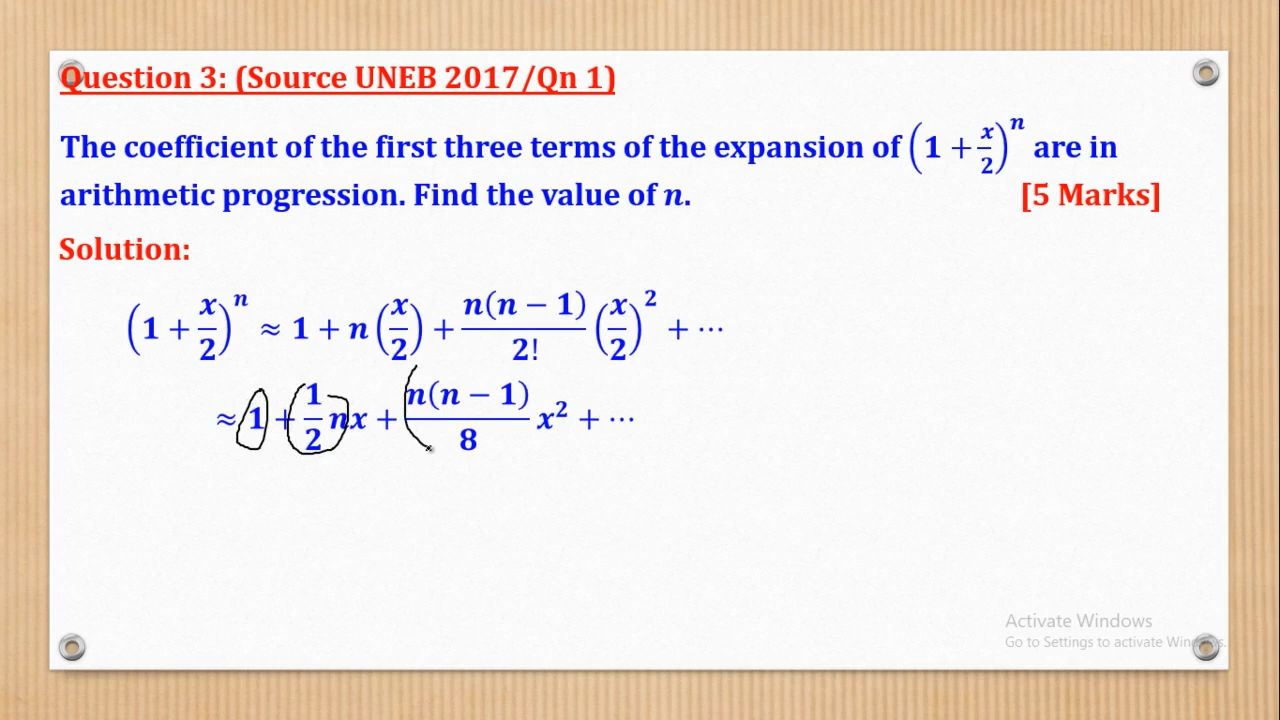 Question 3: (Source UNEB 2017/Qn 1)
The coefficient of the first three terms of the expansion of (1 + x/2)^n are in
arithmetic progression. Find the value of n. [5 Marks]
Solution:
(1 + x/2)^n ≈ 1 + n(x/2) + n(n − 1)/2! (x/2)^2 + ⋯
≈ 1 + 1/2 nx + n(n − 1)/8 x^2 + ⋯
Activate Windows
Go to Settings to activate Windows.